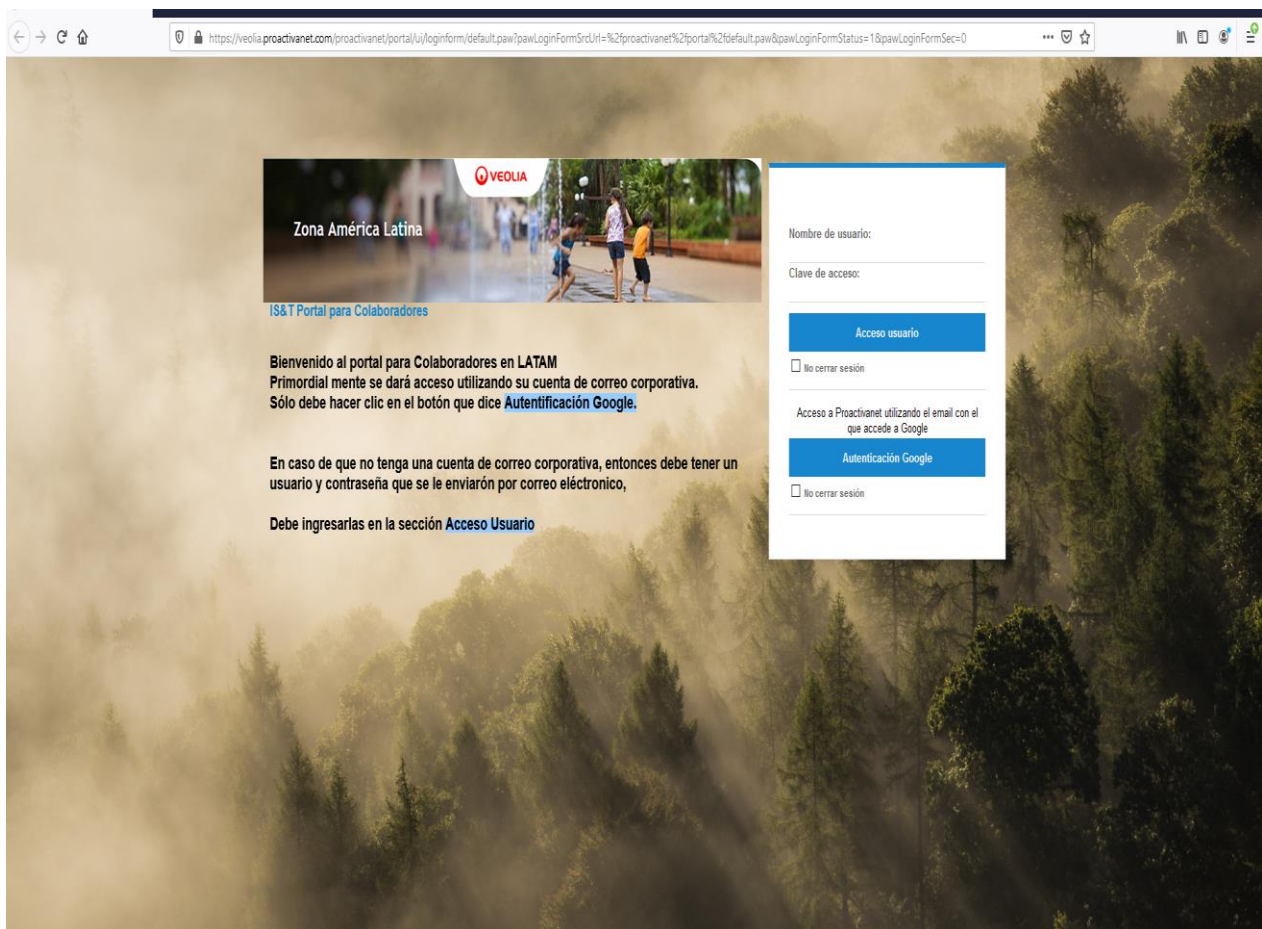 https://veolia.proactivanet.com/proactivanet/portal/ui/loginform/default.paw?pawLoginFormSrcUrl=%2fproactivanet%2fportal%2fdefault.paw&pawLoginFormStatus=1&pawLoginFormSec=0
VEOLIA
Zona América Latina
IS&T Portal para Colaboradores
Bienvenido al portal para Colaboradores en LATAM
Primordial mente se dará acceso utilizando su cuenta de correo corporativa.
Sólo debe hacer clic en el botón que dice Autentificación Google.
En caso de que no tenga una cuenta de correo corporativa, entonces debe tener un
usuario y contraseña que se le enviarón por correo eléctronico,
Debe ingresarlas en la sección Acceso Usuario
Nombre de usuario:
Clave de acceso:
Acceso usuario
No cerrar sesión
Acceso a Proactivanet utilizando el email con el
que accede a Google
Autenticación Google
No cerrar sesión